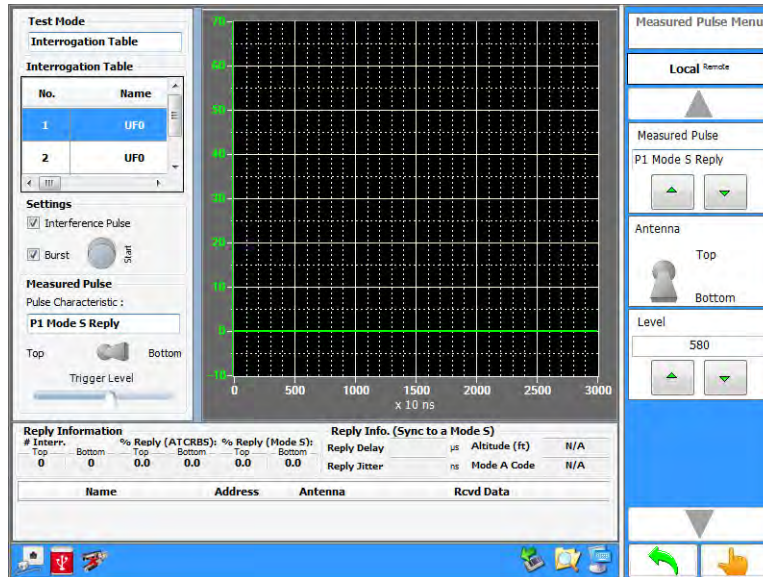 Test Mode
Interrogation Table
Interrogation Table
No. Name
1 UF0
2 UF0
Settings
Interference Pulse
Burst Start
Measured Pulse
Pulse Characteristic :
P1 Mode S Reply
Top Bottom
Trigger Level
70
60
50
40
30
20
10
0
-10
0 500 1000 1500 2000 2500 3000
x 10 ns
Reply Information
# Interr. % Reply (ATCRBS): % Reply (Mode S):
Top Bottom Top Bottom Top Bottom
0 0 0.0 0.0 0.0 0.0
Reply Info. (Sync to a Mode S)
Reply Delay µs Altitude (ft) N/A
Reply Jitter ns Mode A Code N/A
Name Address Antenna Rcvd Data
Measured Pulse Menu
Local Remote
Measured Pulse
P1 Mode S Reply
Antenna
Top
Bottom
Level
580